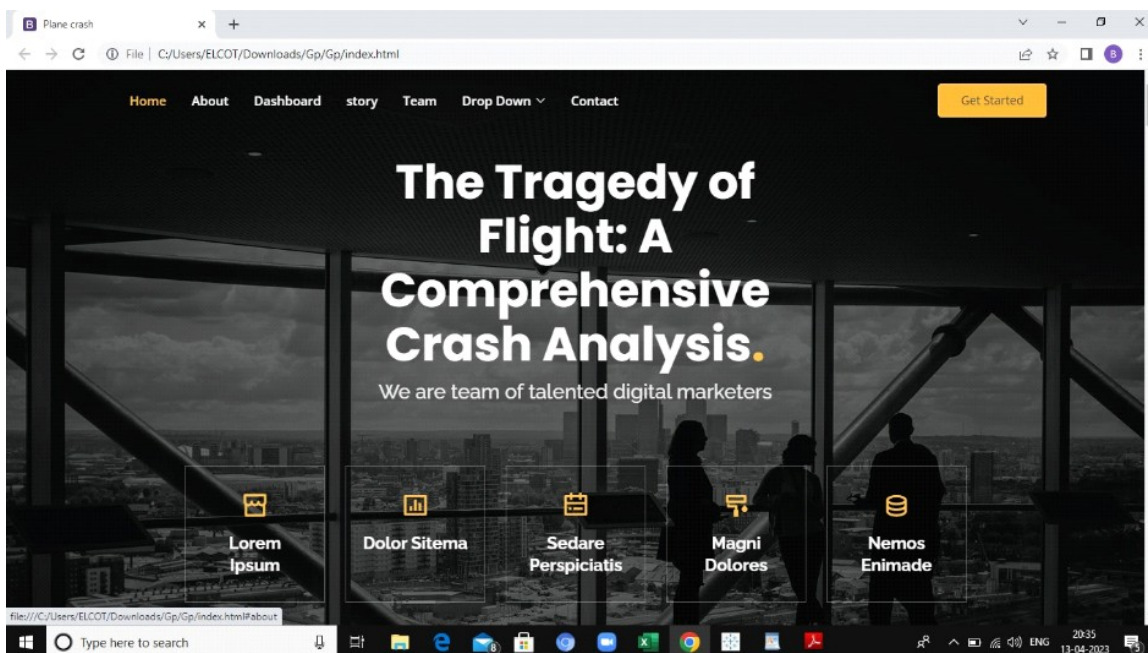 Plane crash
File | C:/Users/ELCOT/Downloads/Gp/Gp/index.html
B
Home About Dashboard story Team Drop Down Contact Get Started
The Tragedy of
Flight: A
Comprehensive
Crash Analysis.
We are team of talented digital marketers
Lorem
Ipsum
Dolor Sitema
Sedare
Perspiciatis
Magni
Dolores
Nemos
Enimade
file:///C:/Users/ELCOT/Downloads/Gp/Gp/index.html#about
Type here to search
ENG
20:35
13-04-2023